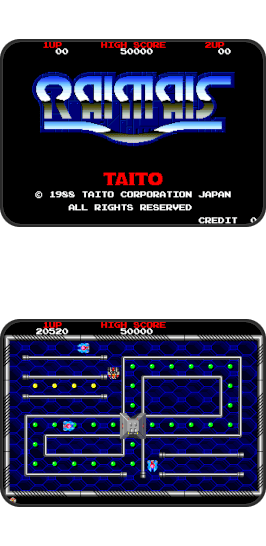 1UP HIGH SCORE 2UP
00 50000 00
RAIMAIS
TAITO
© 1988 TAITO CORPORATION JAPAN
ALL RIGHTS RESERVED
CREDIT 0
1UP HIGH SCORE
20520 50000